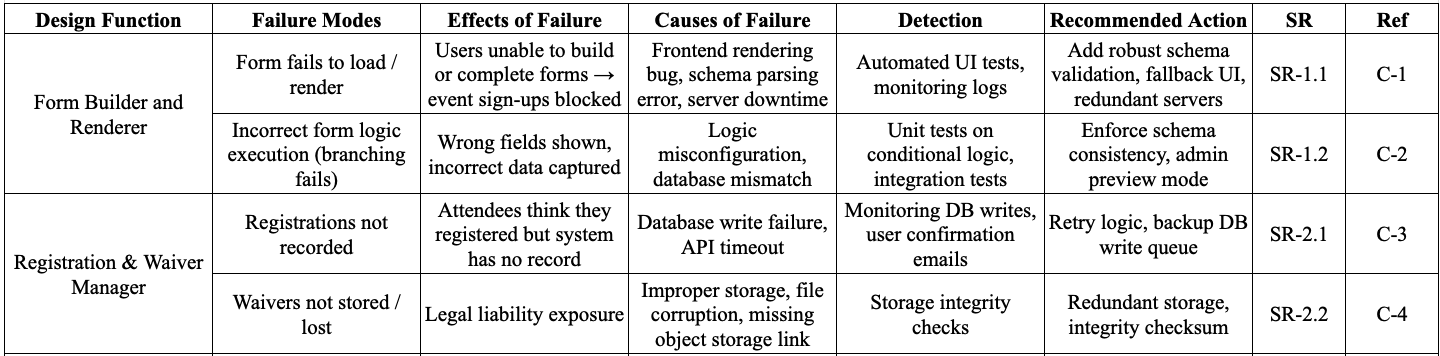 Design Function Failure Modes Effects of Failure Causes of Failure Detection Recommended Action SR Ref
Form Builder and
Renderer
Form fails to load /
render
Users unable to build
or complete forms →
event sign-ups blocked
Frontend rendering
bug, schema parsing
error, server downtime
Automated UI tests,
monitoring logs
Add robust schema
validation, fallback UI,
redundant servers
SR-1.1
C-1
Incorrect form logic
execution (branching
fails)
Wrong fields shown,
incorrect data captured
Logic
misconfiguration,
database mismatch
Unit tests on
conditional logic,
integration tests
Enforce schema
consistency, admin
preview mode
SR-1.2
C-2
Registration & Waiver
Manager
Registrations not
recorded
Attendees think they
registered but system
has no record
Database write failure,
API timeout
Monitoring DB writes,
user confirmation
emails
Retry logic, backup DB
write queue
SR-2.1
C-3
Waivers not stored /
lost
Legal liability exposure
Improper storage, file
corruption, missing
object storage link
Storage integrity
checks
Redundant storage,
integrity checksum
SR-2.2
C-4